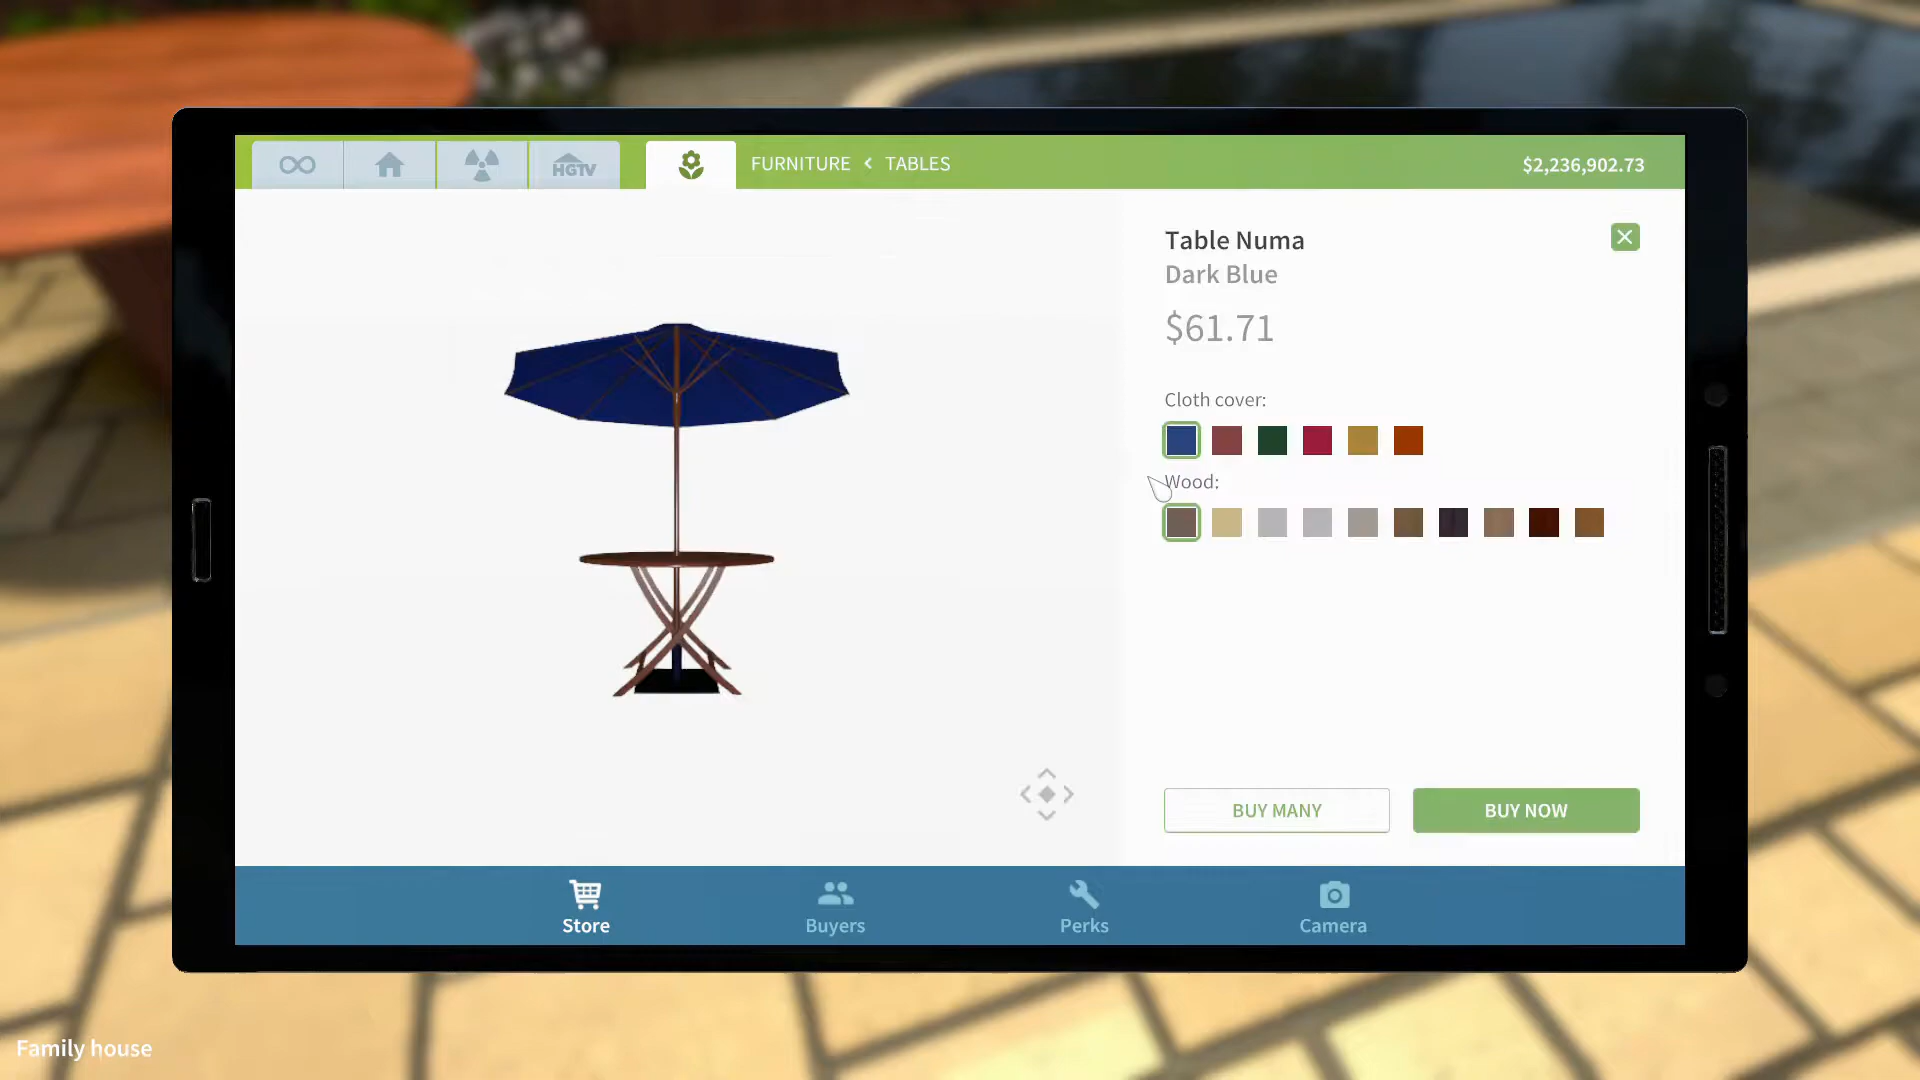 HGTV
FURNITURE < TABLES
$2,236,902.73
Table Numa
Dark Blue
$61.71
Cloth cover:
Wood:
BUY MANY
BUY NOW
Store
Buyers
Perks
Camera
Family house